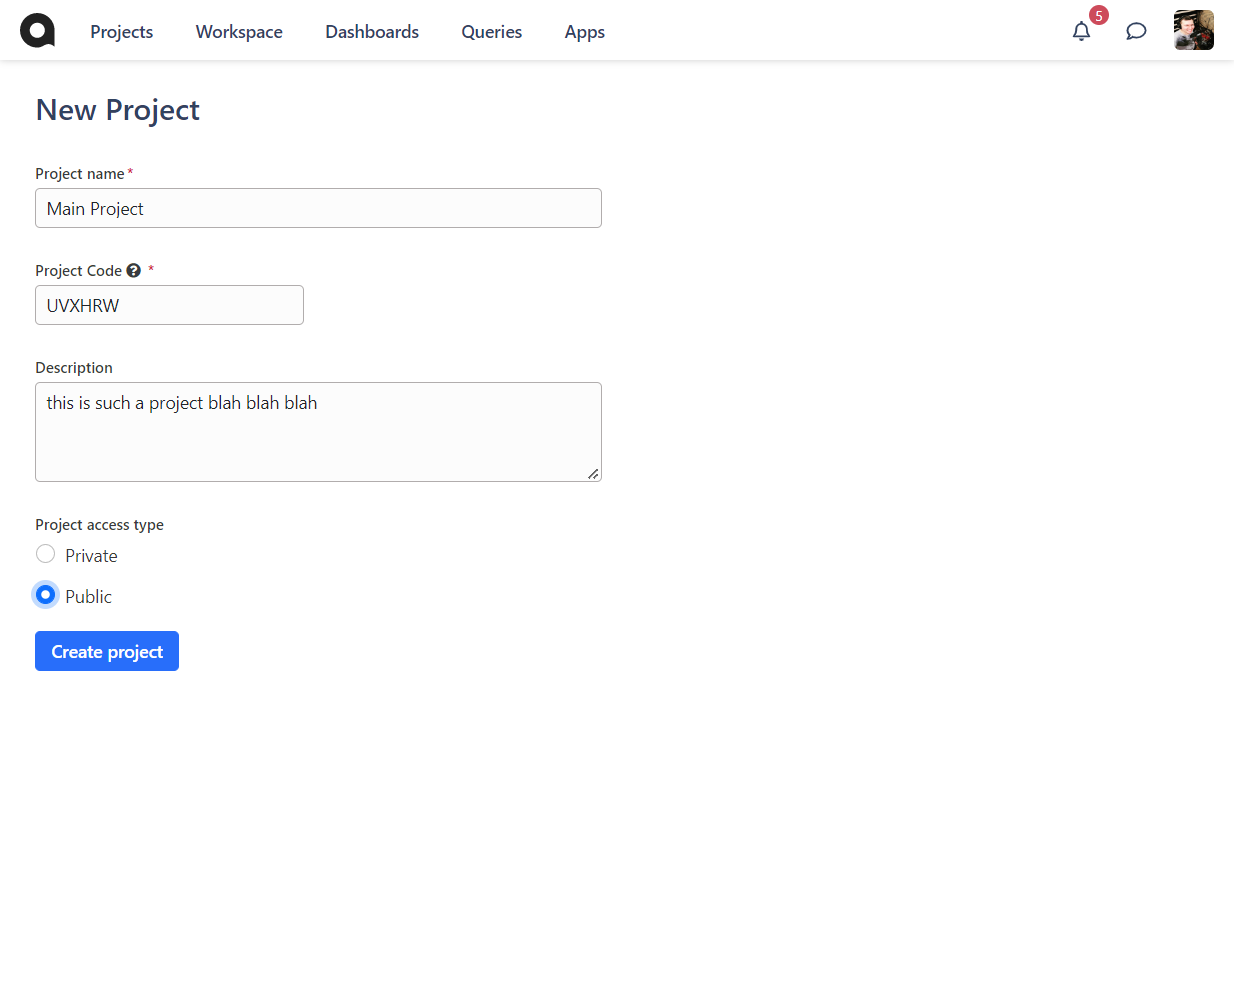 Projects Workspace Dashboards Queries Apps 5
New Project
Project name*
Main Project
Project Code ? *
UVXHRW
Description
this is such a project blah blah blah
Project access type
Private
Public
Create project